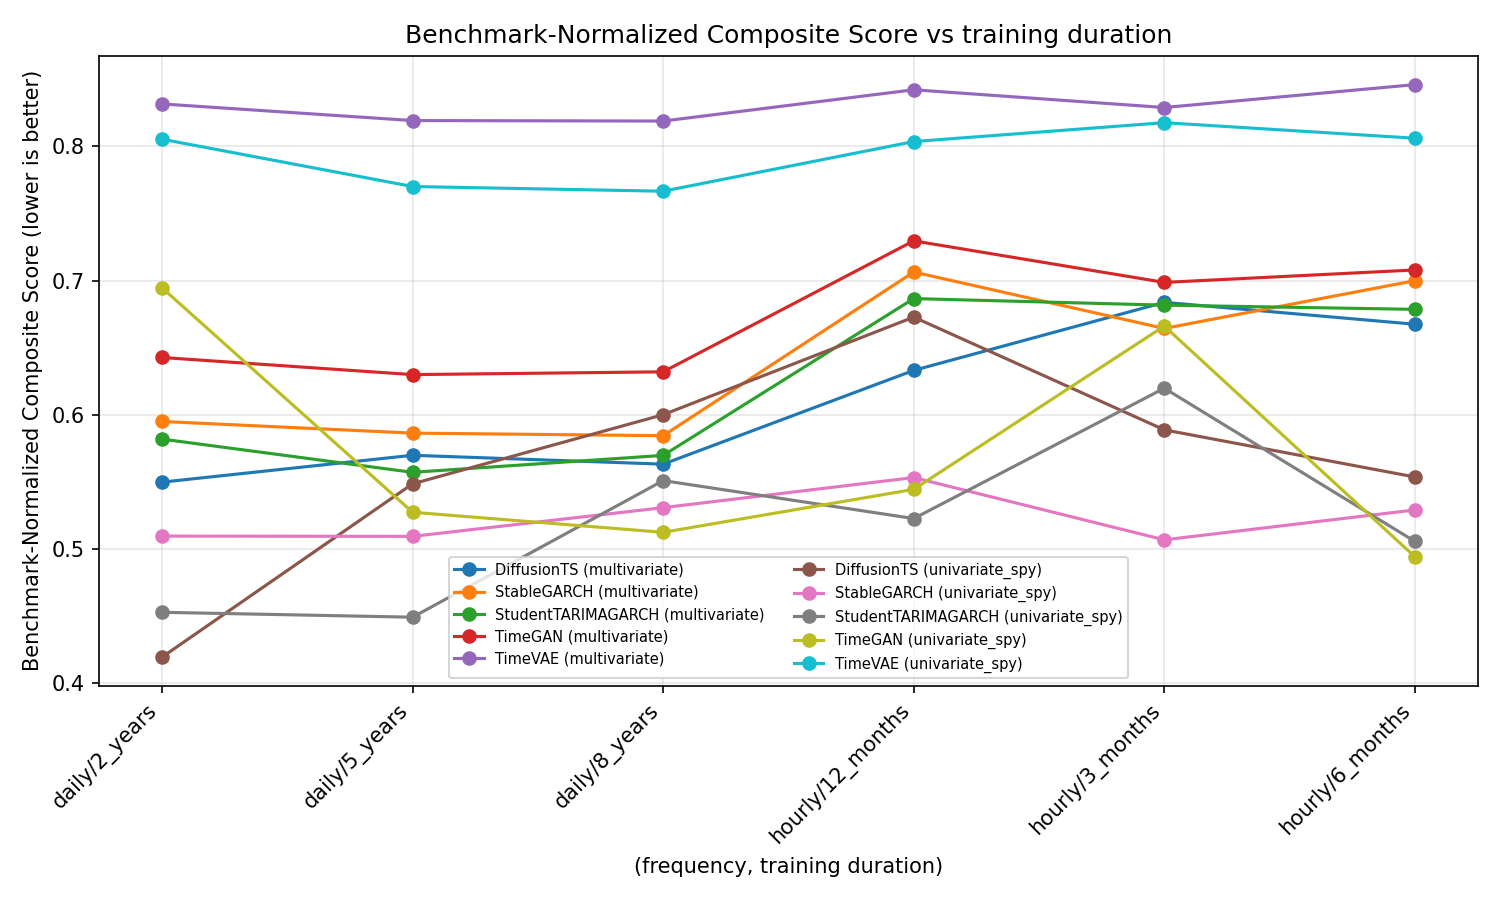 Benchmark-Normalized Composite Score vs training duration
Benchmark-Normalized Composite Score (lower is better)
0.8
0.7
0.6
0.5
0.4
DiffusionTS (multivariate)
StableGARCH (multivariate)
StudentTARIMAGARCH (multivariate)
TimeGAN (multivariate)
TimeVAE (multivariate)
DiffusionTS (univariate_spy)
StableGARCH (univariate_spy)
StudentTARIMAGARCH (univariate_spy)
TimeGAN (univariate_spy)
TimeVAE (univariate_spy)
daily/2_years
daily/5_years
daily/8_years
hourly/12_months
hourly/3_months
hourly/6_months
(frequency, training duration)